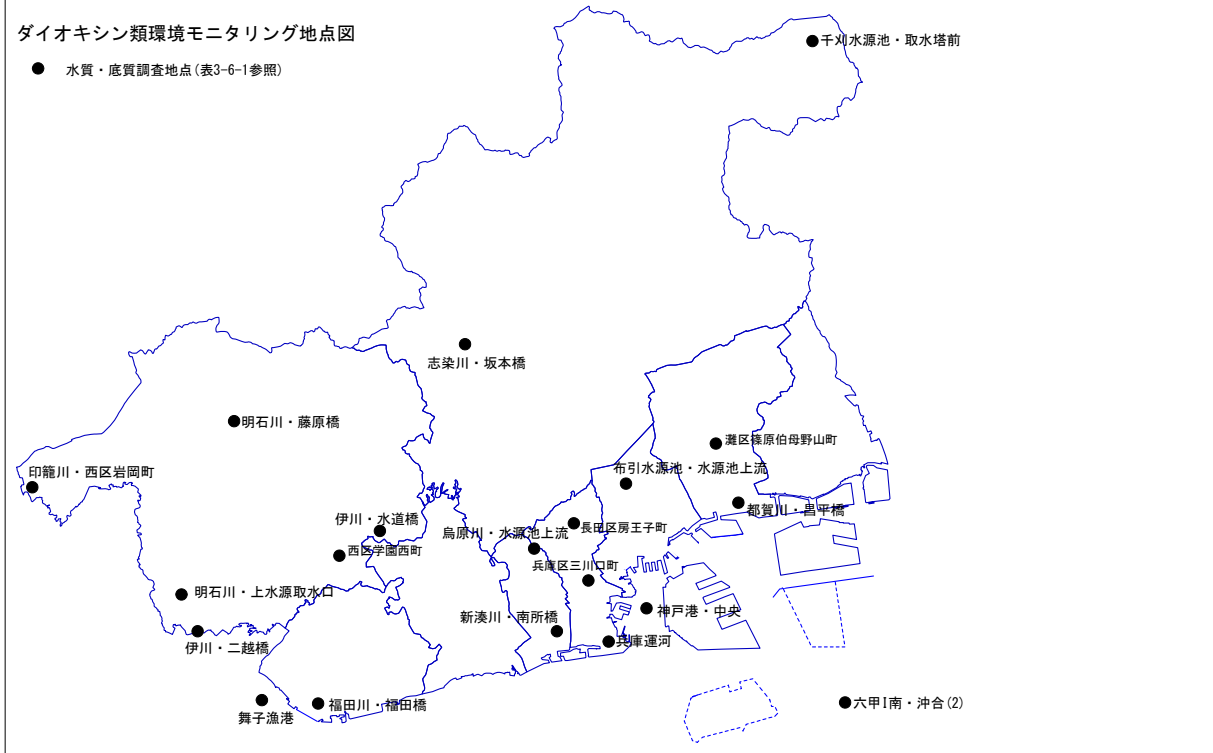 ダイオキシン類環境モニタリング地点図
千刈水源池・取水塔前
● 水質・底質調査地点(表3-6-1参照)
志染川・坂本橋
明石川・藤原橋
灘区篠原伯母野山町
印籠川・西区岩岡町
布引水源池・水源池上流
都賀川・昌平橋
伊川・水道橋
長田区房王子町
烏原川・水源池上流
西区学園西町
兵庫区三川口町
明石川・上水源取水口
神戸港・中央
新湊川・南所橋
兵庫運河
伊川・二越橋
福田川・福田橋
六甲I南・沖合(2)
舞子漁港